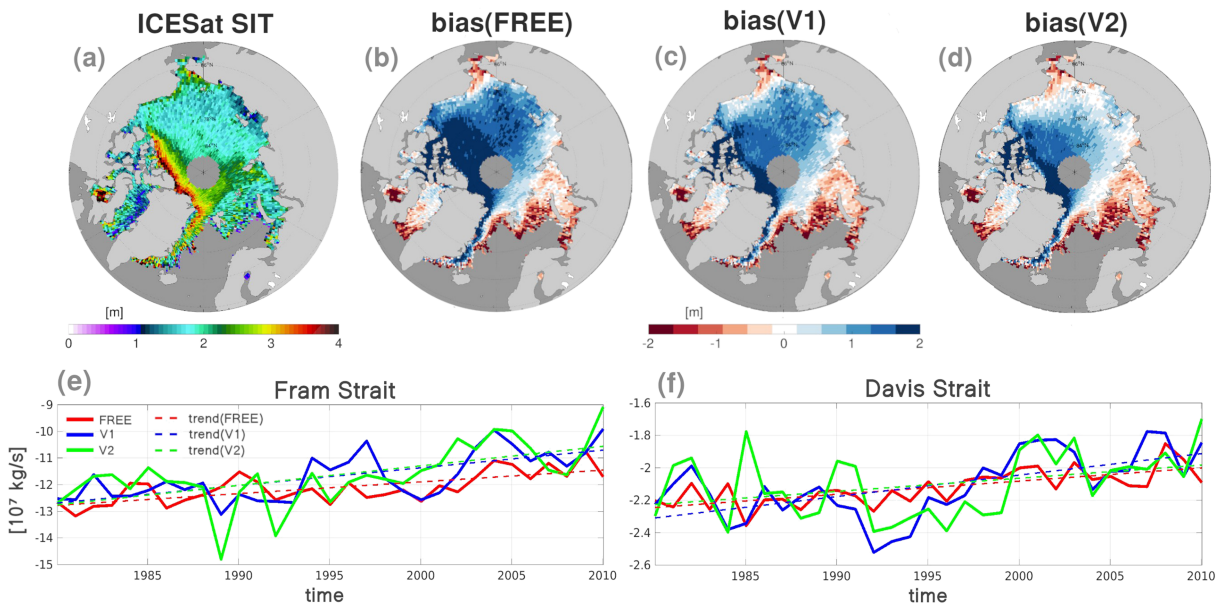 ICESat SIT
bias(FREE)
bias(V1)
bias(V2)
(a)
(b)
(c)
(d)
[m]
0 1 2 3 4
[m]
-2 -1 0 1 2
(e)
Fram Strait
FREE
V1
V2
trend(FREE)
trend(V1)
trend(V2)
[10⁷ kg/s]
-9
-10
-11
-12
-13
-14
-15
1985 1990 1995 2000 2005 2010
time
(f)
Davis Strait
-1.6
-1.8
-2.0
-2.2
-2.4
-2.6
1985 1990 1995 2000 2005 2010
time